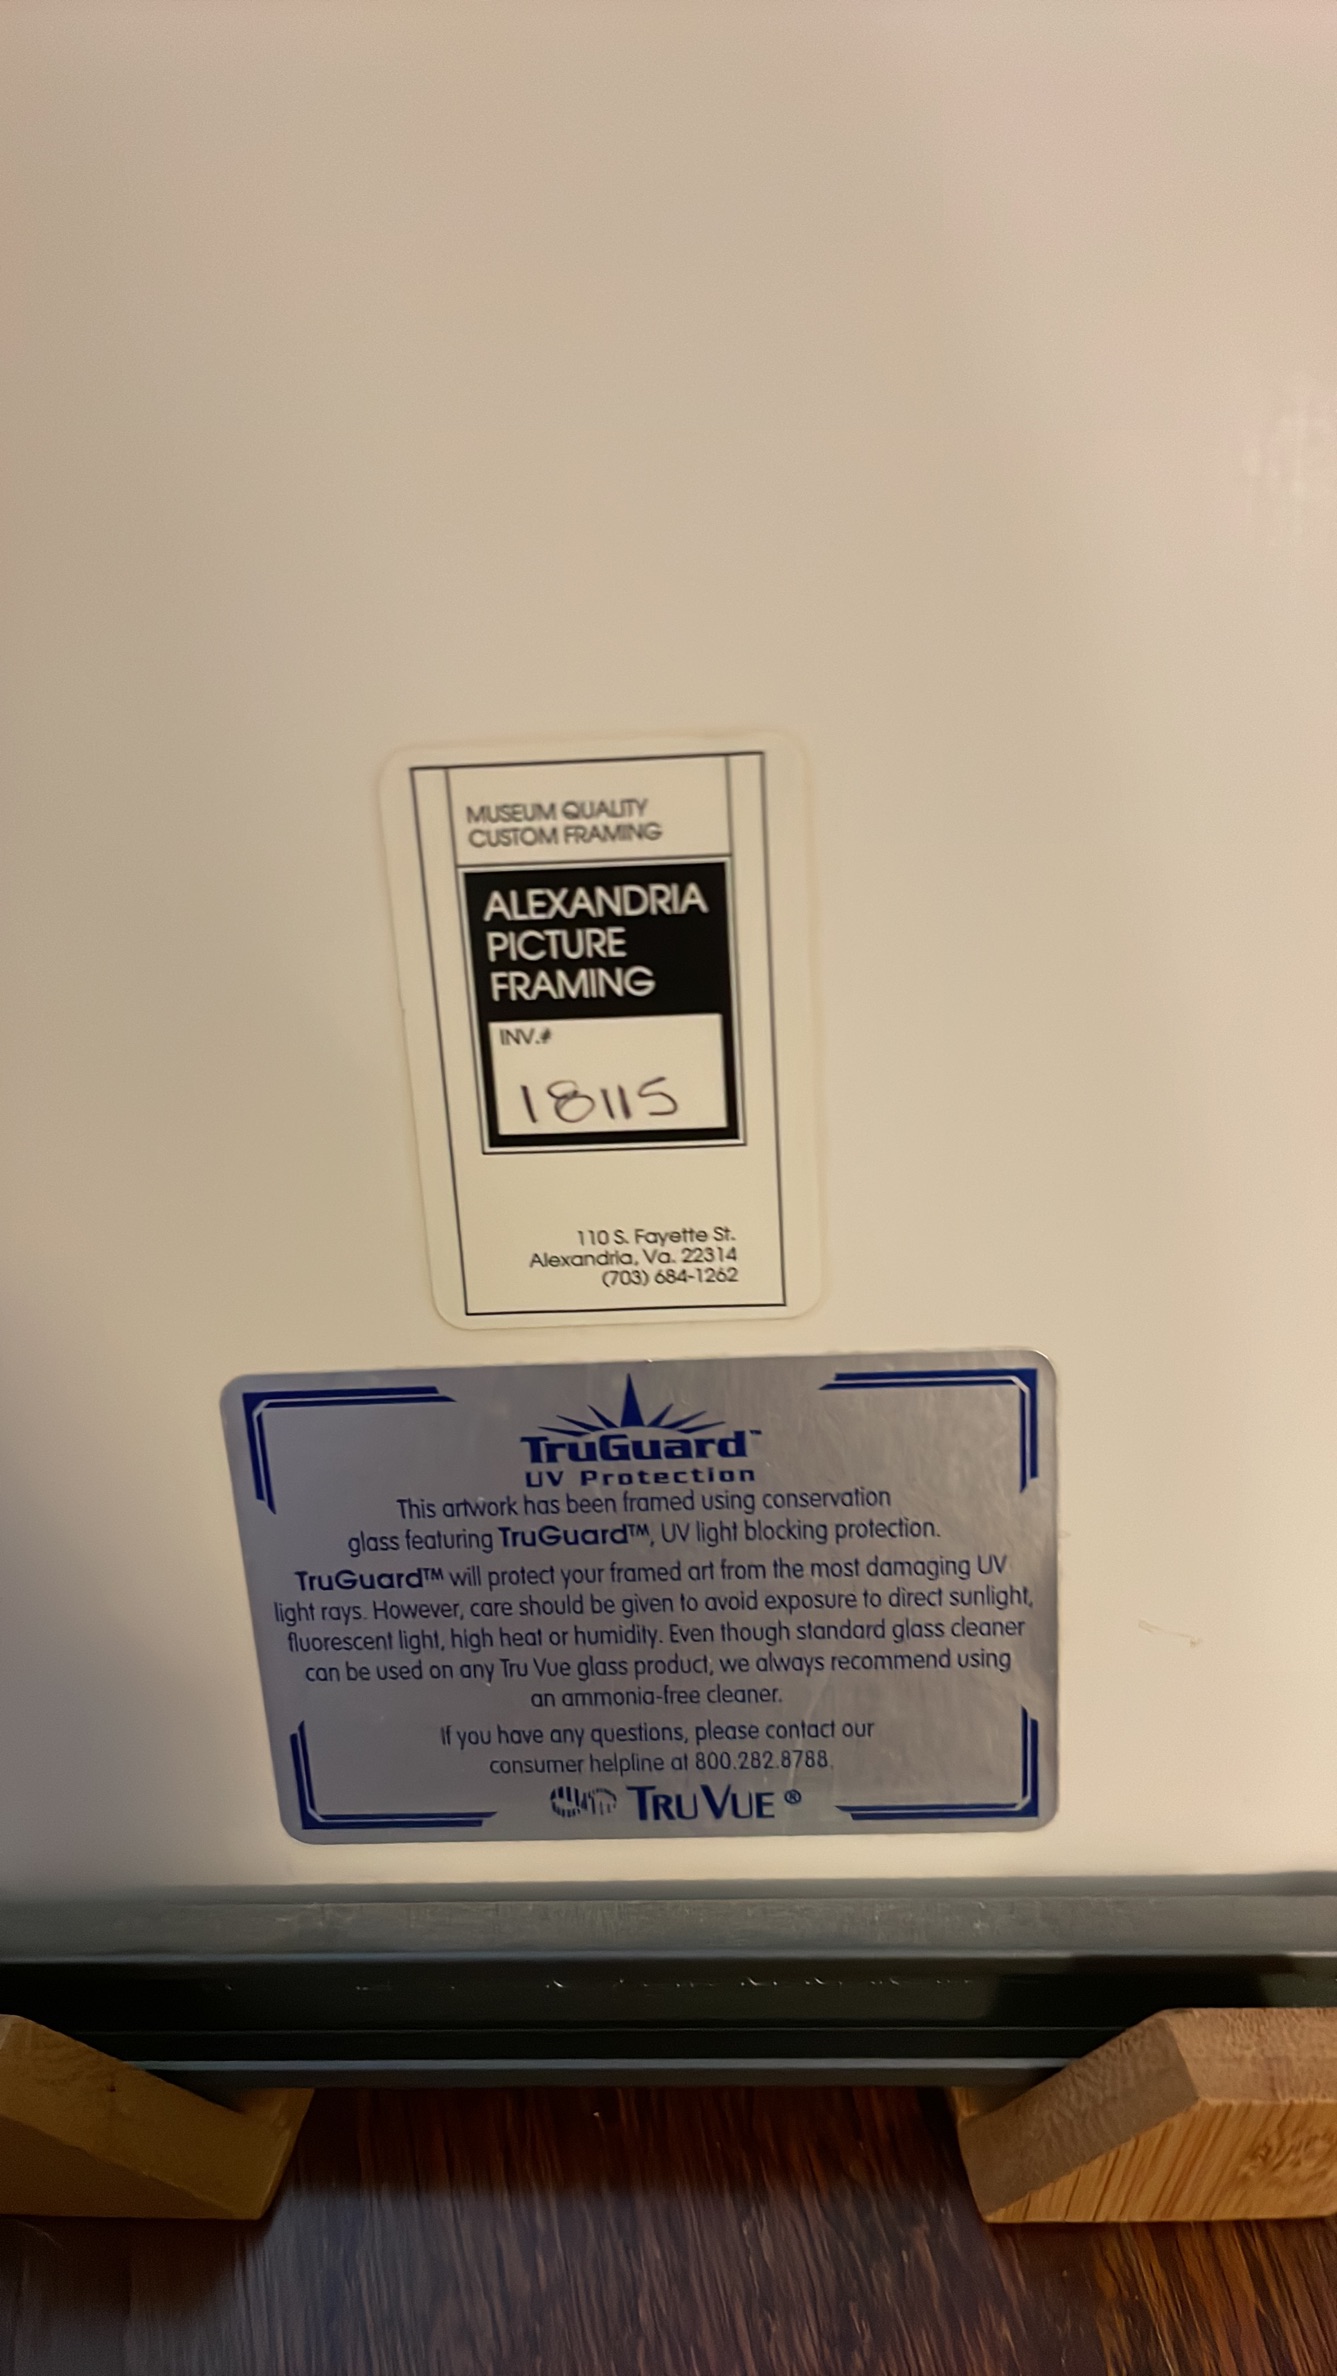 MUSEUM QUALITY
CUSTOM FRAMING
ALEXANDRIA
PICTURE
FRAMING
INV.#
18115
110 S. Fayette St.
Alexandria, Va. 22314
(703) 684-1262
TruGuard™
UV Protection
This artwork has been framed using conservation
glass featuring TruGuard™, UV light blocking protection.
TruGuard™ will protect your framed art from the most damaging UV
light rays. However, care should be given to avoid exposure to direct sunlight,
fluorescent light, high heat or humidity. Even though standard glass cleaner
can be used on any Tru Vue glass product, we always recommend using
an ammonia-free cleaner.
If you have any questions, please contact our
consumer helpline at 800.282.8788.
TRU VUE®